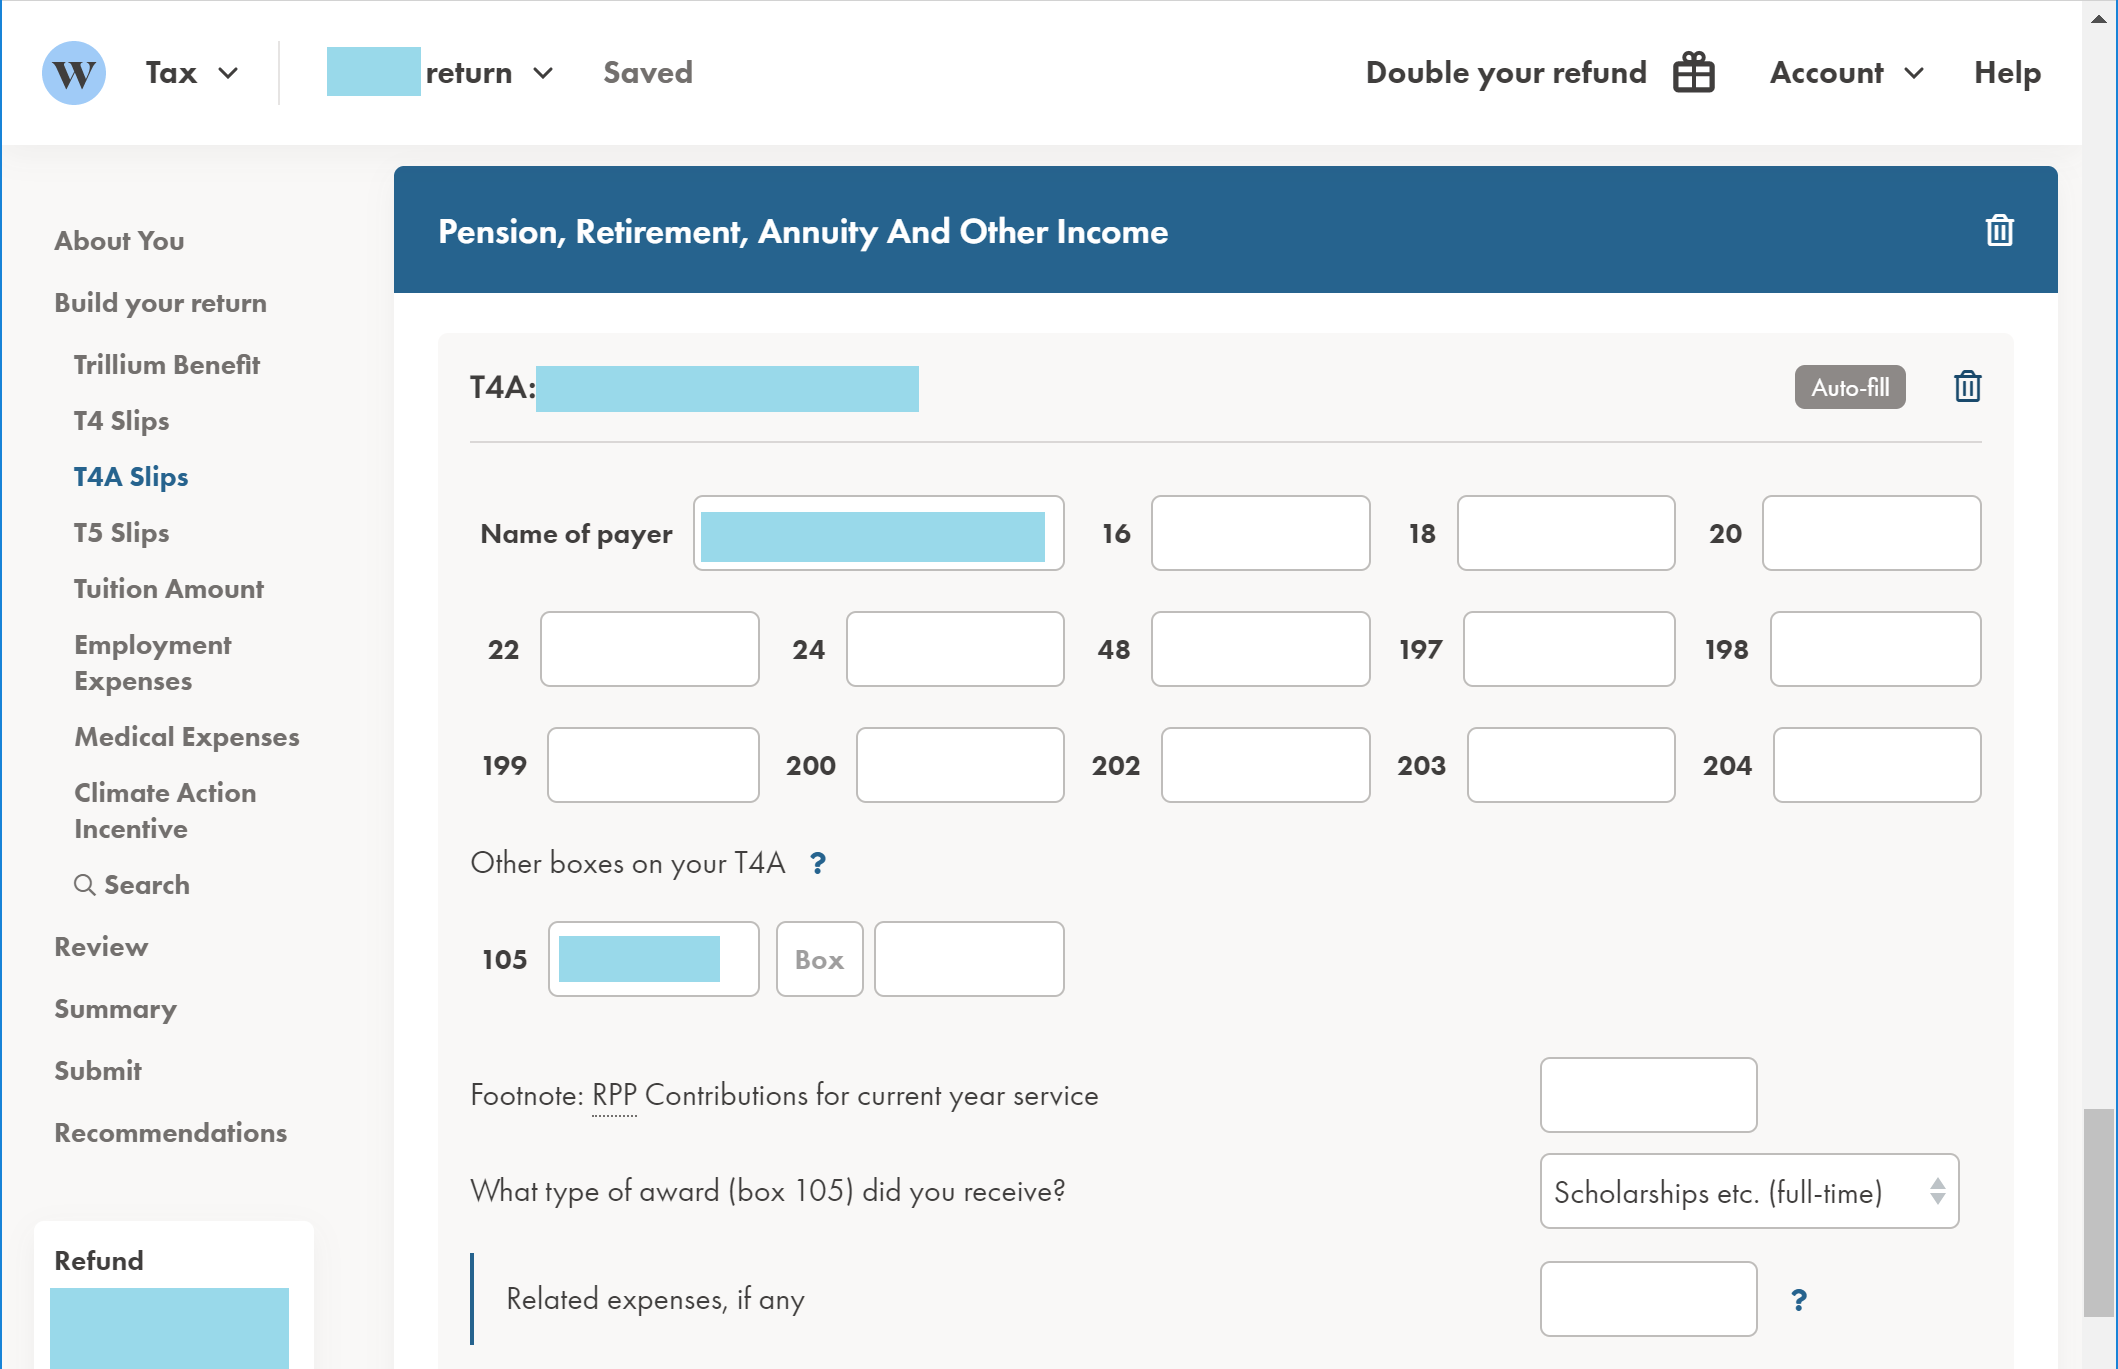 W Tax return Saved Double your refund Account Help
About You
Build your return
Trillium Benefit
T4 Slips
T4A Slips
T5 Slips
Tuition Amount
Employment
Expenses
Medical Expenses
Climate Action
Incentive
Search
Review
Summary
Submit
Recommendations
Refund
Pension, Retirement, Annuity And Other Income
T4A: Auto-fill
Name of payer 16 18 20
22 24 48 197 198
199 200 202 203 204
Other boxes on your T4A ?
105 Box
Footnote: RPP Contributions for current year service
What type of award (box 105) did you receive? Scholarships etc. (full-time)
Related expenses, if any ?